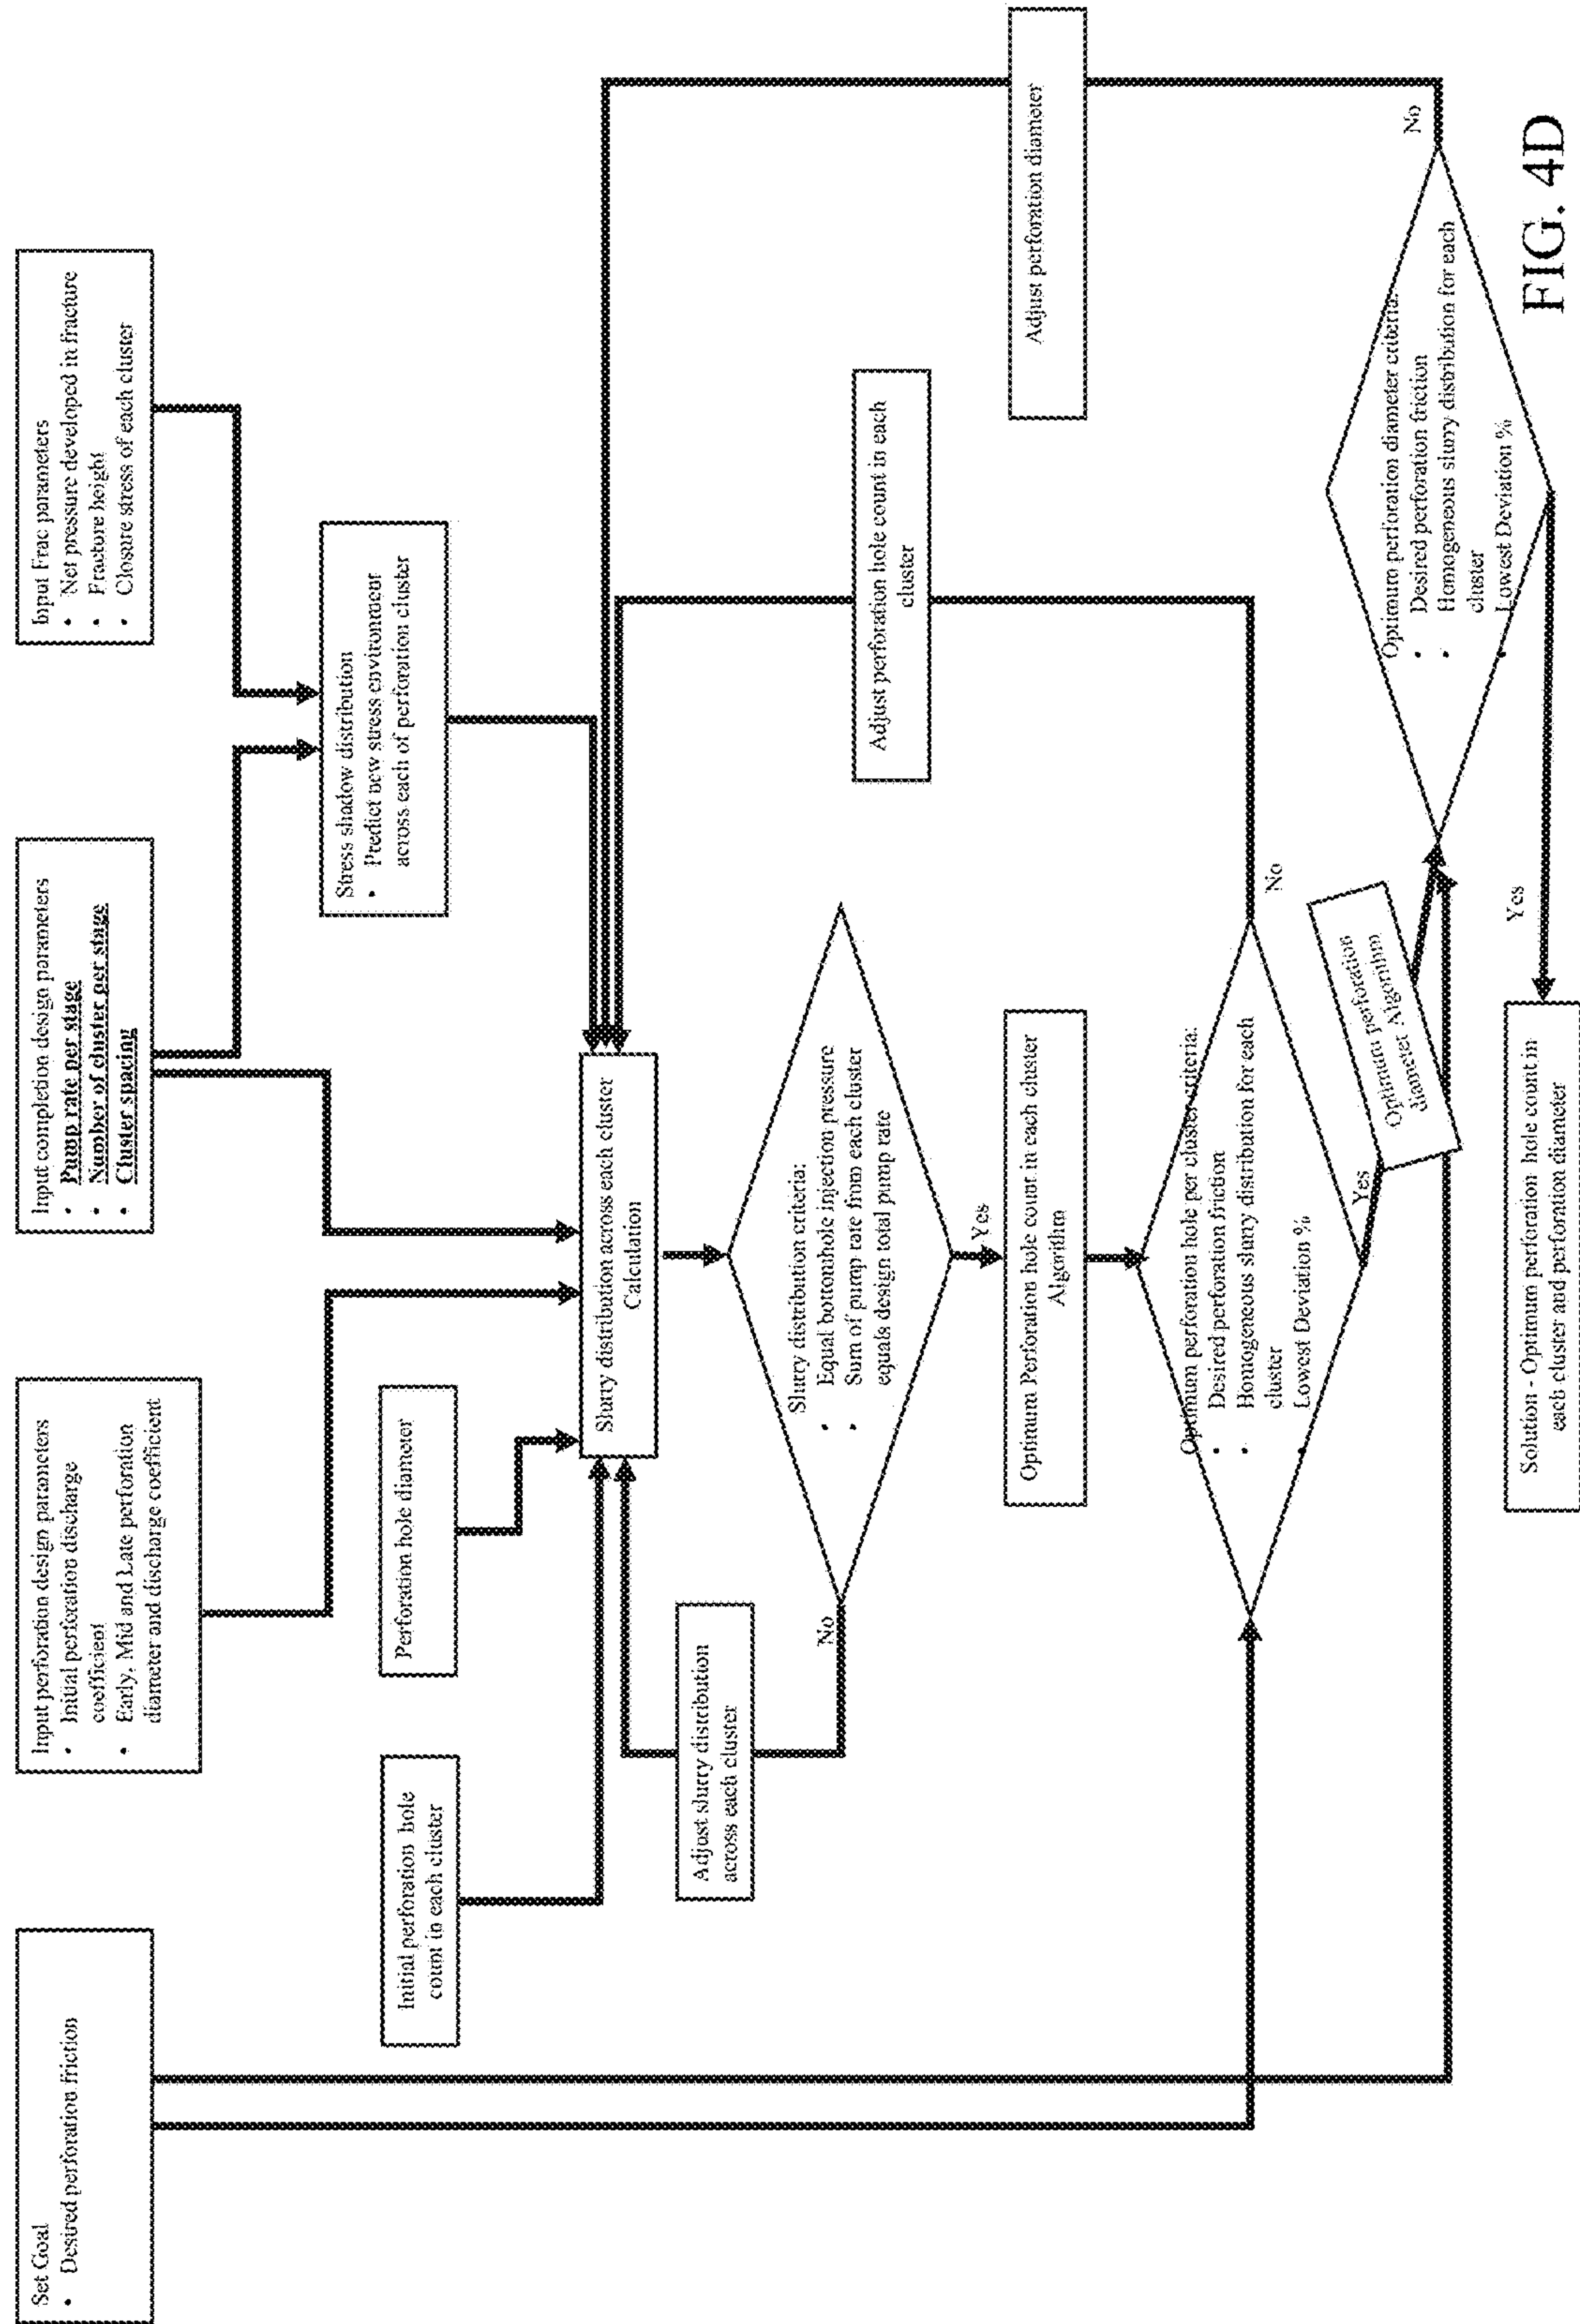 Set Goal
• Desired perforation friction
Input perforation design parameters
• Initial perforation discharge
coefficient
• Early, Mid and Late perforation
diameter and discharge coefficient
Input completion design parameters
• Pump rate per stage
• Number of cluster per stage
• Cluster spacing
Input Frac parameters
• Net pressure developed in fracture
• Fracture height
• Closure stress of each cluster
Initial perforation hole
count in each cluster
Perforation hole diameter
Stress shadow distribution
• Predict new stress environment
across each of perforation cluster
Slurry distribution across each cluster
Calculation
Adjust slurry distribution
across each cluster
No
Slurry distribution criteria:
• Equal bottomhole injection pressure
• Sum of pump rate from each cluster
equals design total pump rate
Yes
Adjust perforation hole count in each
cluster
Adjust perforation diameter
Optimum Perforation hole count in each cluster
Algorithm
Optimum perforation hole per cluster criteria:
• Desired perforation friction
• Homogeneous slurry distribution for each
cluster
• Lowest Deviation %
No
Yes
Optimum perforation
diameter Algorithm
Optimum perforation diameter criteria:
• Desired perforation friction
• Homogeneous slurry distribution for each
cluster
• Lowest Deviation %
No
Yes
Solution - Optimum perforation hole count in
each cluster and perforation diameter
FIG. 4D